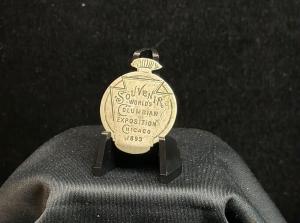 SOUVENIR
WORLD'S
COLUMBIAN
EXPOSITION
CHICAGO
1893